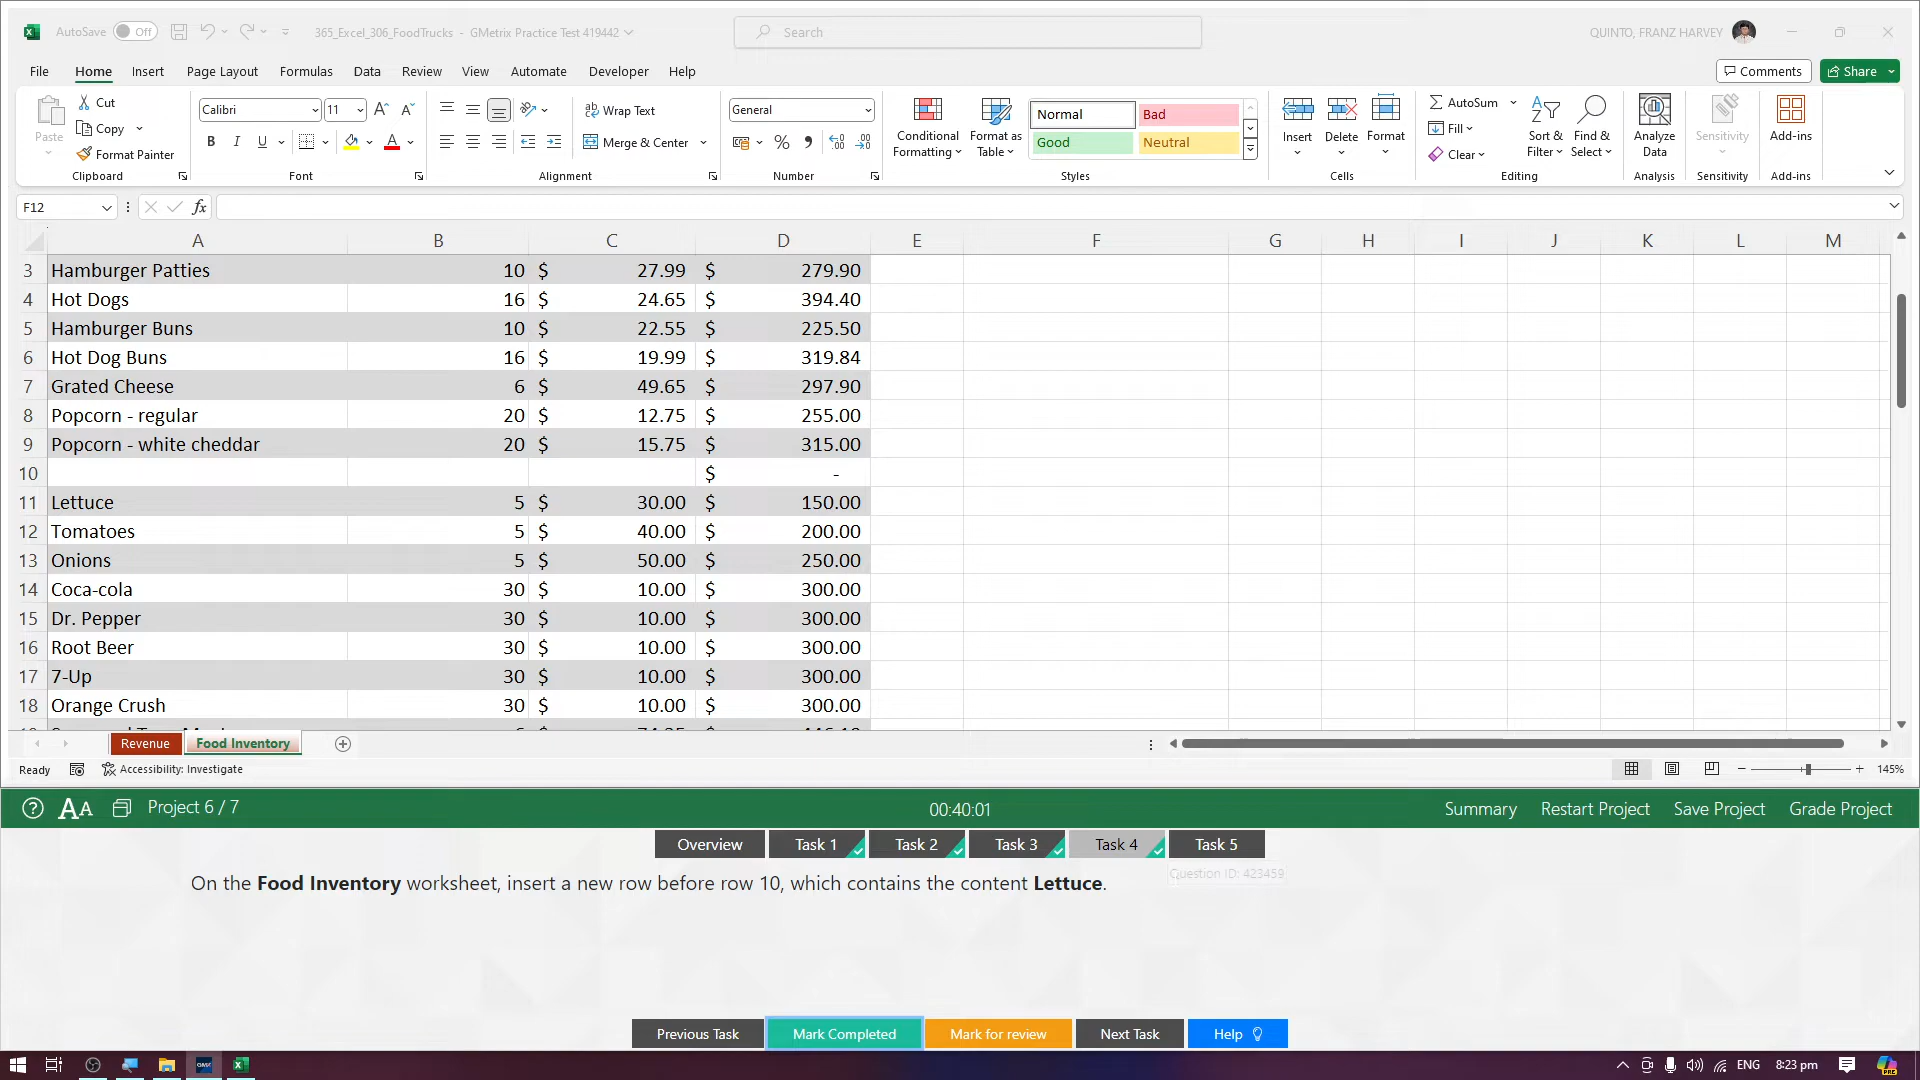 AutoSave Off 365_Excel_306_FoodTrucks - GMetrix Practice Test 419442 Search QUINTO, FRANZ HARVEY
File Home Insert Page Layout Formulas Data Review View Automate Developer Help Comments Share
Paste Cut Copy Format Painter Clipboard
Calibri 11 B I U Font
Wrap Text Merge & Center Alignment
General % Number
Conditional Formatting Format as Table Normal Bad Good Neutral Styles
Insert Delete Format Cells
AutoSum Fill Clear Sort & Filter Find & Select Editing
Analyze Data Analysis Sensitivity Sensitivity Add-ins Add-ins
F12 fx
A B C D E F G H I J K L M
3 Hamburger Patties 10 $ 27.99 $ 279.90
4 Hot Dogs 16 $ 24.65 $ 394.40
5 Hamburger Buns 10 $ 22.55 $ 225.50
6 Hot Dog Buns 16 $ 19.99 $ 319.84
7 Grated Cheese 6 $ 49.65 $ 297.90
8 Popcorn - regular 20 $ 12.75 $ 255.00
9 Popcorn - white cheddar 20 $ 15.75 $ 315.00
10 $ -
11 Lettuce 5 $ 30.00 $ 150.00
12 Tomatoes 5 $ 40.00 $ 200.00
13 Onions 5 $ 50.00 $ 250.00
14 Coca-cola 30 $ 10.00 $ 300.00
15 Dr. Pepper 30 $ 10.00 $ 300.00
16 Root Beer 30 $ 10.00 $ 300.00
17 7-Up 30 $ 10.00 $ 300.00
18 Orange Crush 30 $ 10.00 $ 300.00
Revenue Food Inventory
Ready Accessibility: Investigate 145%
AA Project 6 / 7 00:40:01 Summary Restart Project Save Project Grade Project
Overview Task 1 Task 2 Task 3 Task 4 Task 5
Question ID: 423459
On the Food Inventory worksheet, insert a new row before row 10, which contains the content Lettuce.
Previous Task Mark Completed Mark for review Next Task Help
ENG 8:23 pm